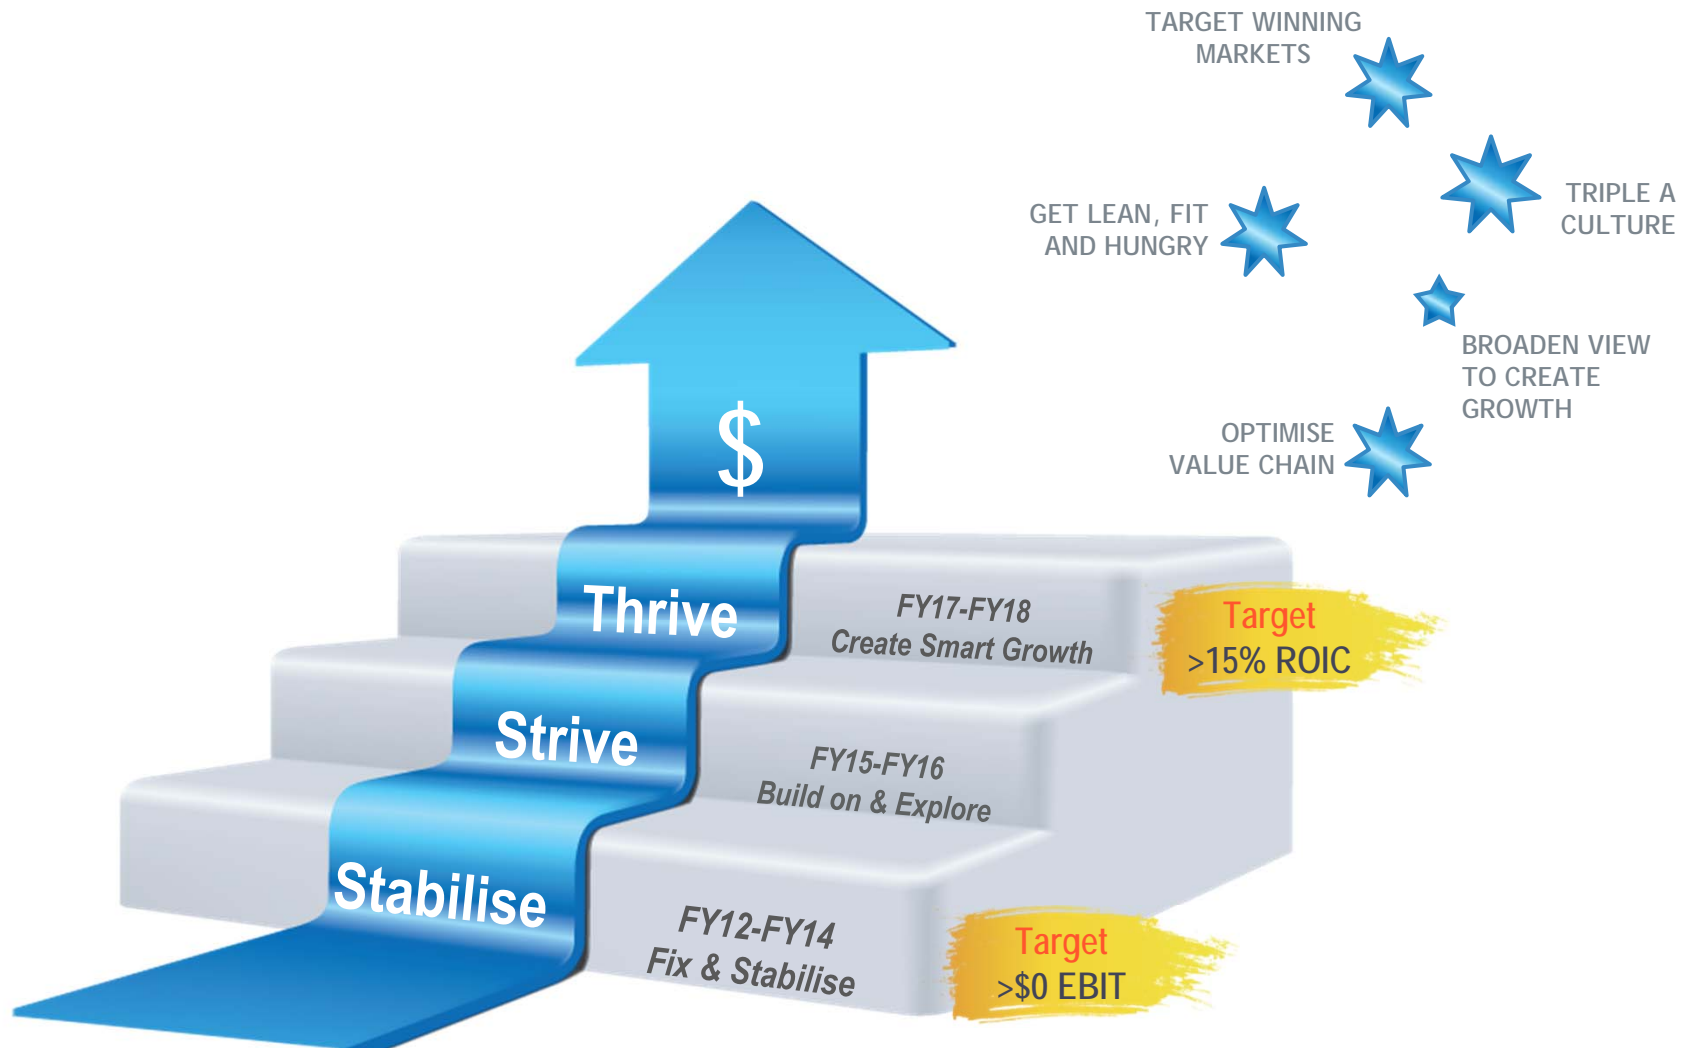 TARGET WINNING
MARKETS
TRIPLE A
CULTURE
GET LEAN, FIT
AND HUNGRY
BROADEN VIEW
TO CREATE
GROWTH
OPTIMISE
VALUE CHAIN
$
Thrive
FY17-FY18
Create Smart Growth
Target
>15% ROIC
Strive
FY15-FY16
Build on & Explore
Stabilise
FY12-FY14
Fix & Stabilise
Target
>$0 EBIT